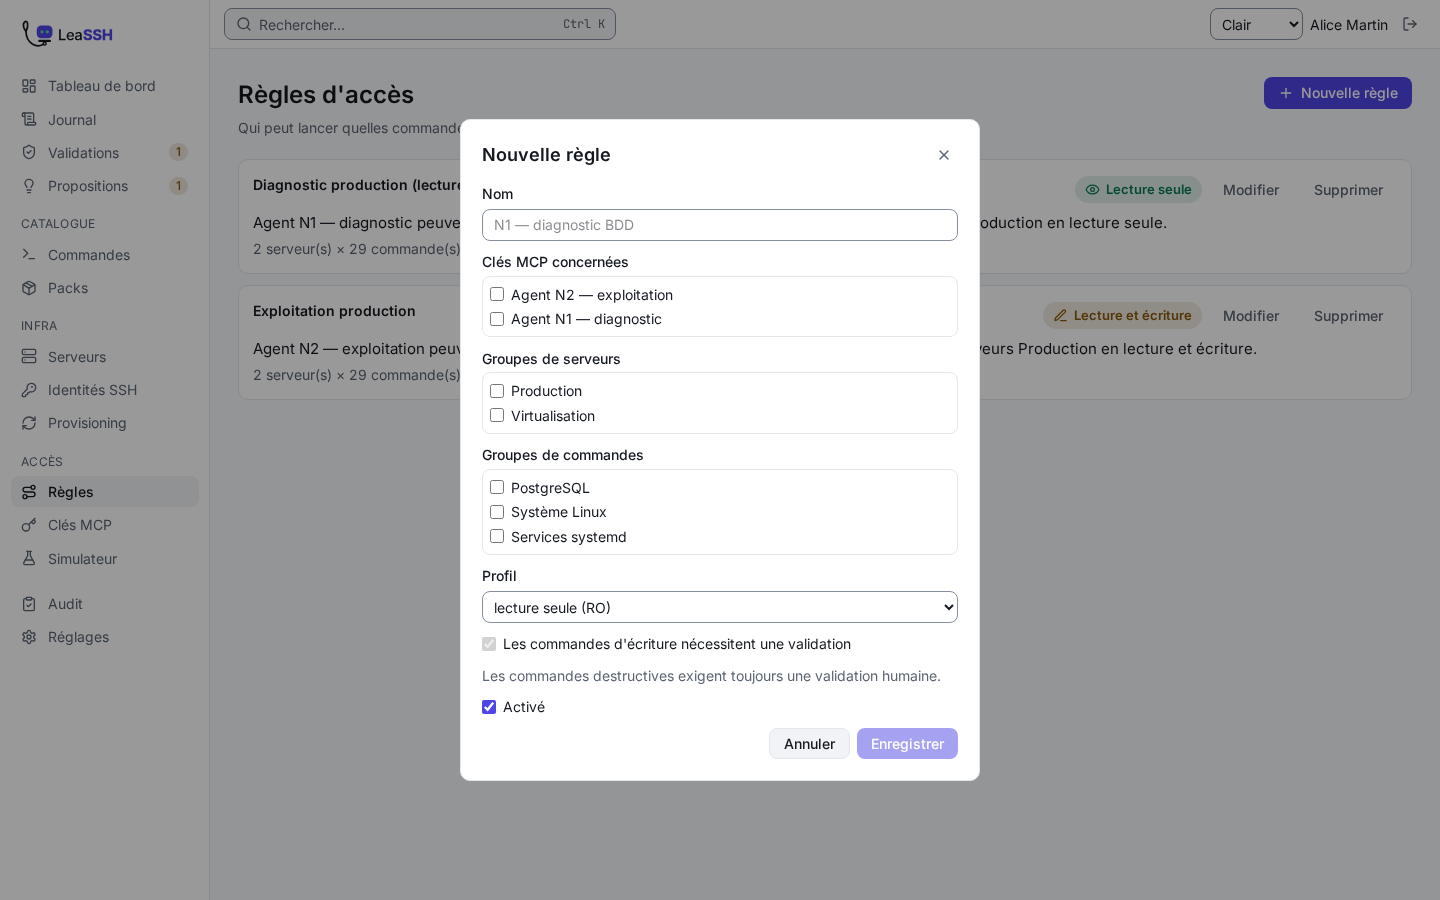 LeaSSH
Rechercher...
Ctrl K
Clair
Alice Martin
Tableau de bord
Journal
Validations 1
Propositions 1
CATALOGUE
Commandes
Packs
INFRA
Serveurs
Identités SSH
Provisioning
ACCÈS
Règles
Clés MCP
Simulateur
Audit
Réglages
Règles d'accès
Nouvelle règle
Qui peut lancer quelles
Diagnostic production
Lecture seule
Modifier
Supprimer
Agent N1 — diagnostic
en lecture seule.
2 serveur(s) × 29 commande(s)
Exploitation production
Lecture et écriture
Modifier
Supprimer
Agent N2 — exploitation
Production en lecture et écriture.
2 serveur(s) × 29 commande(s)
Nouvelle règle
Nom
N1 — diagnostic BDD
Clés MCP concernées
Agent N2 — exploitation
Agent N1 — diagnostic
Groupes de serveurs
Production
Virtualisation
Groupes de commandes
PostgreSQL
Système Linux
Services systemd
Profil
lecture seule (RO)
Les commandes d'écriture nécessitent une validation
Les commandes destructives exigent toujours une validation humaine.
Activé
Annuler
Enregistrer